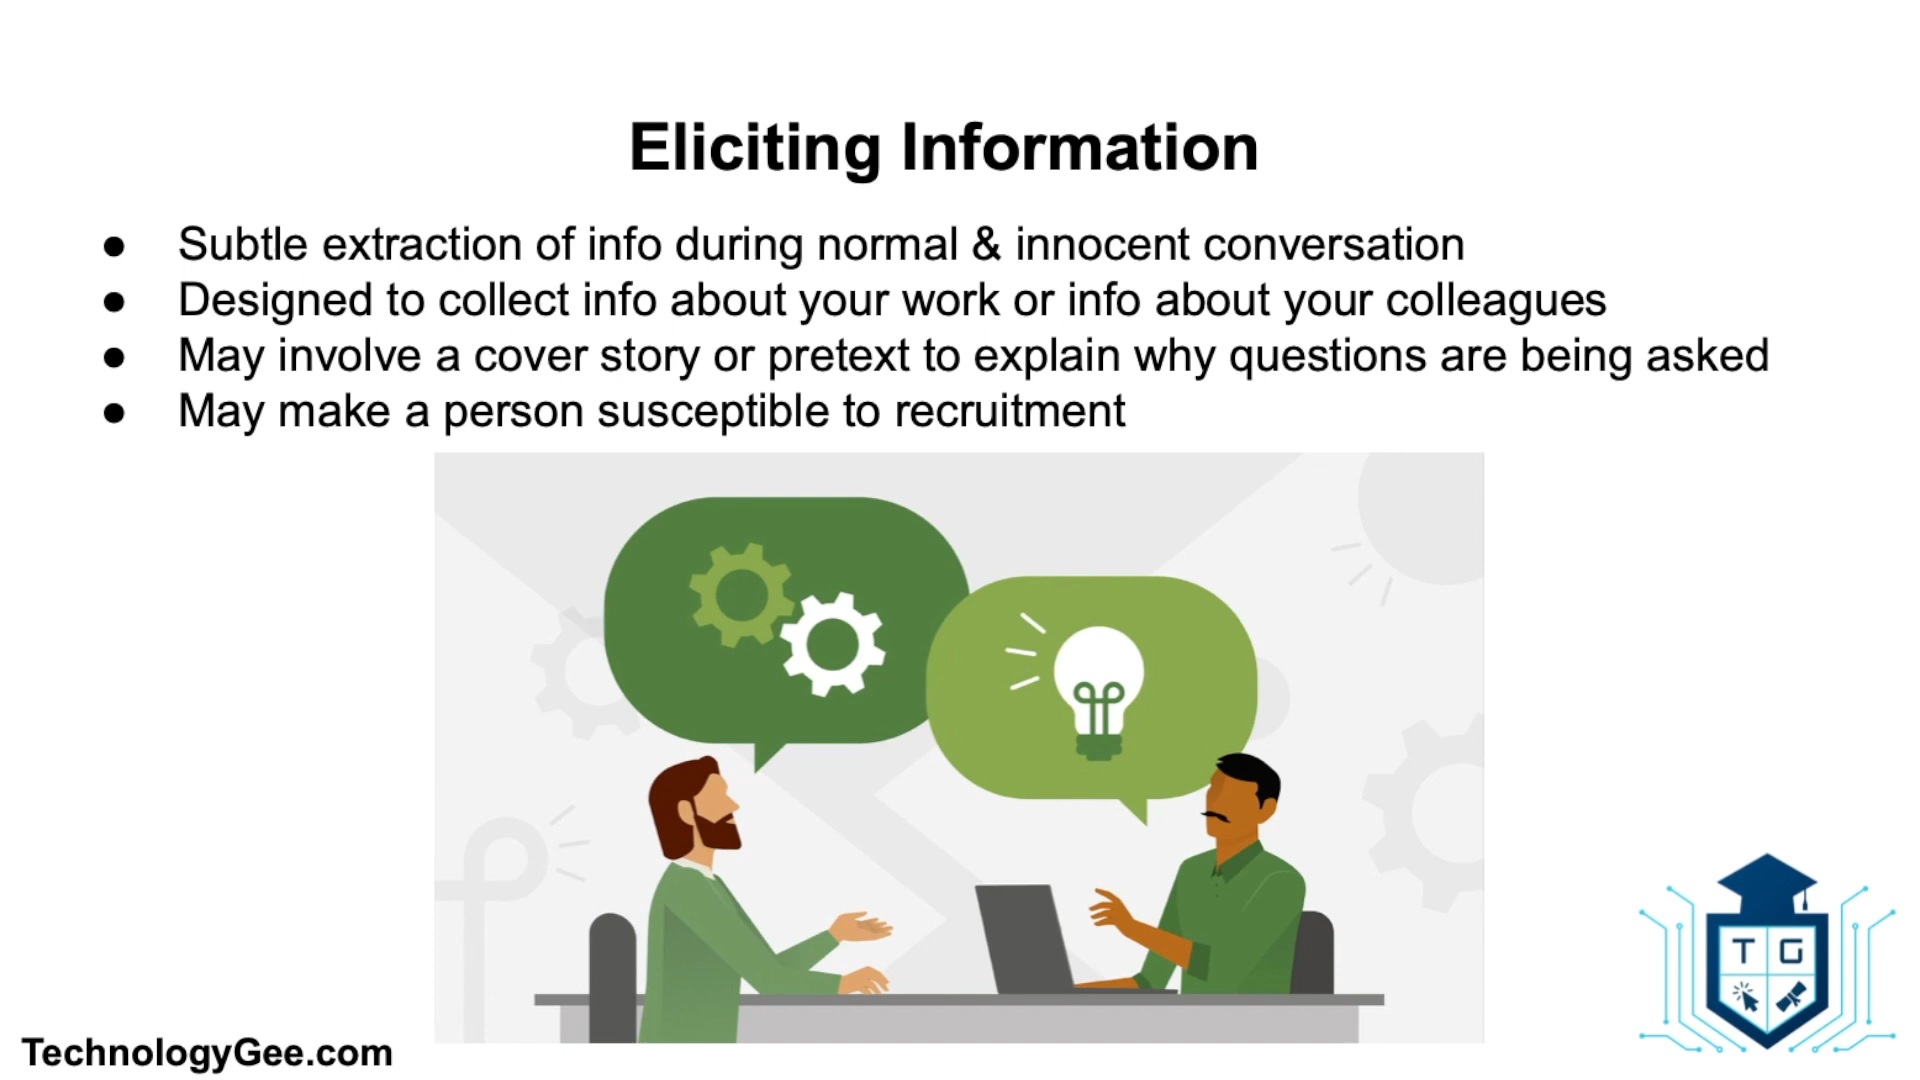 Eliciting Information
● Subtle extraction of info during normal & innocent conversation
● Designed to collect info about your work or info about your colleagues
● May involve a cover story or pretext to explain why questions are being asked
● May make a person susceptible to recruitment
T G
TechnologyGee.com